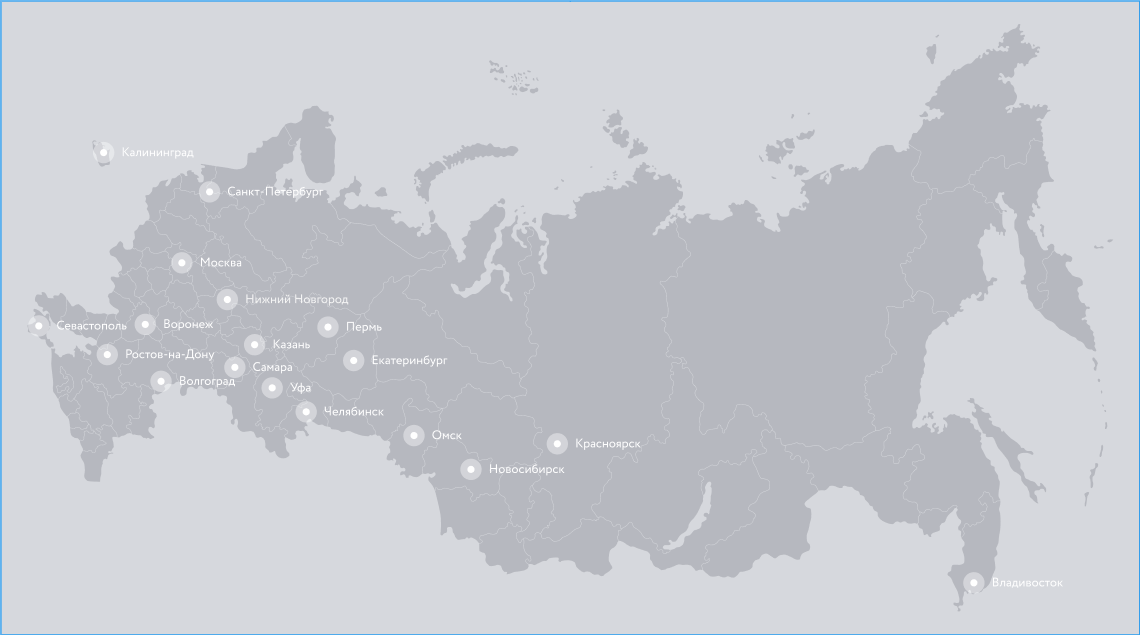 Калининград
Санкт-Петербург
Москва
Нижний Новгород
Севастополь
Воронеж
Пермь
Казань
Ростов-на-Дону
Екатеринбург
Самара
Волгоград
Уфа
Челябинск
Омск
Красноярск
Новосибирск
Владивосток